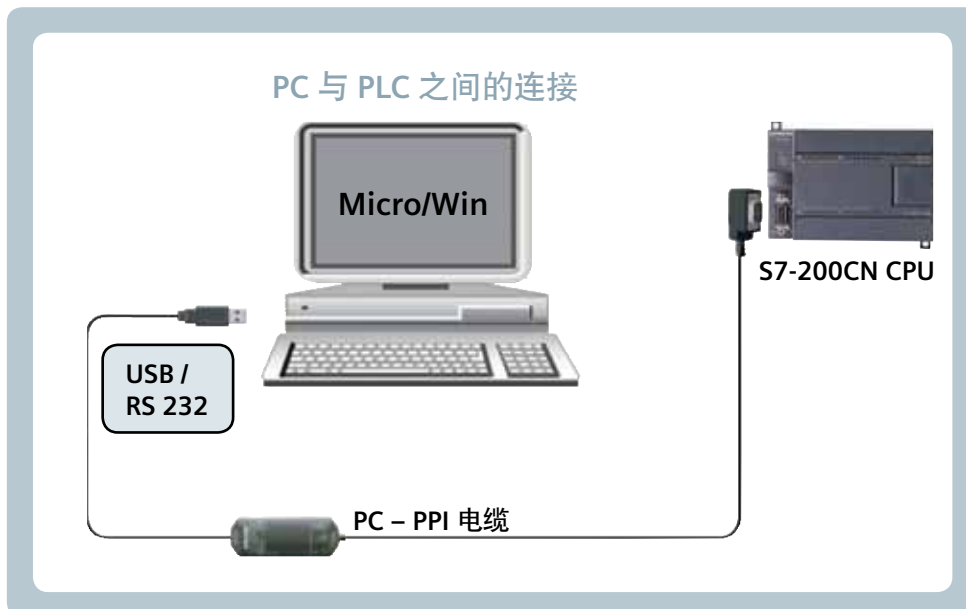 PC 与 PLC 之间的连接
Micro/Win
S7-200CN CPU
USB /
RS 232
PC – PPI 电缆